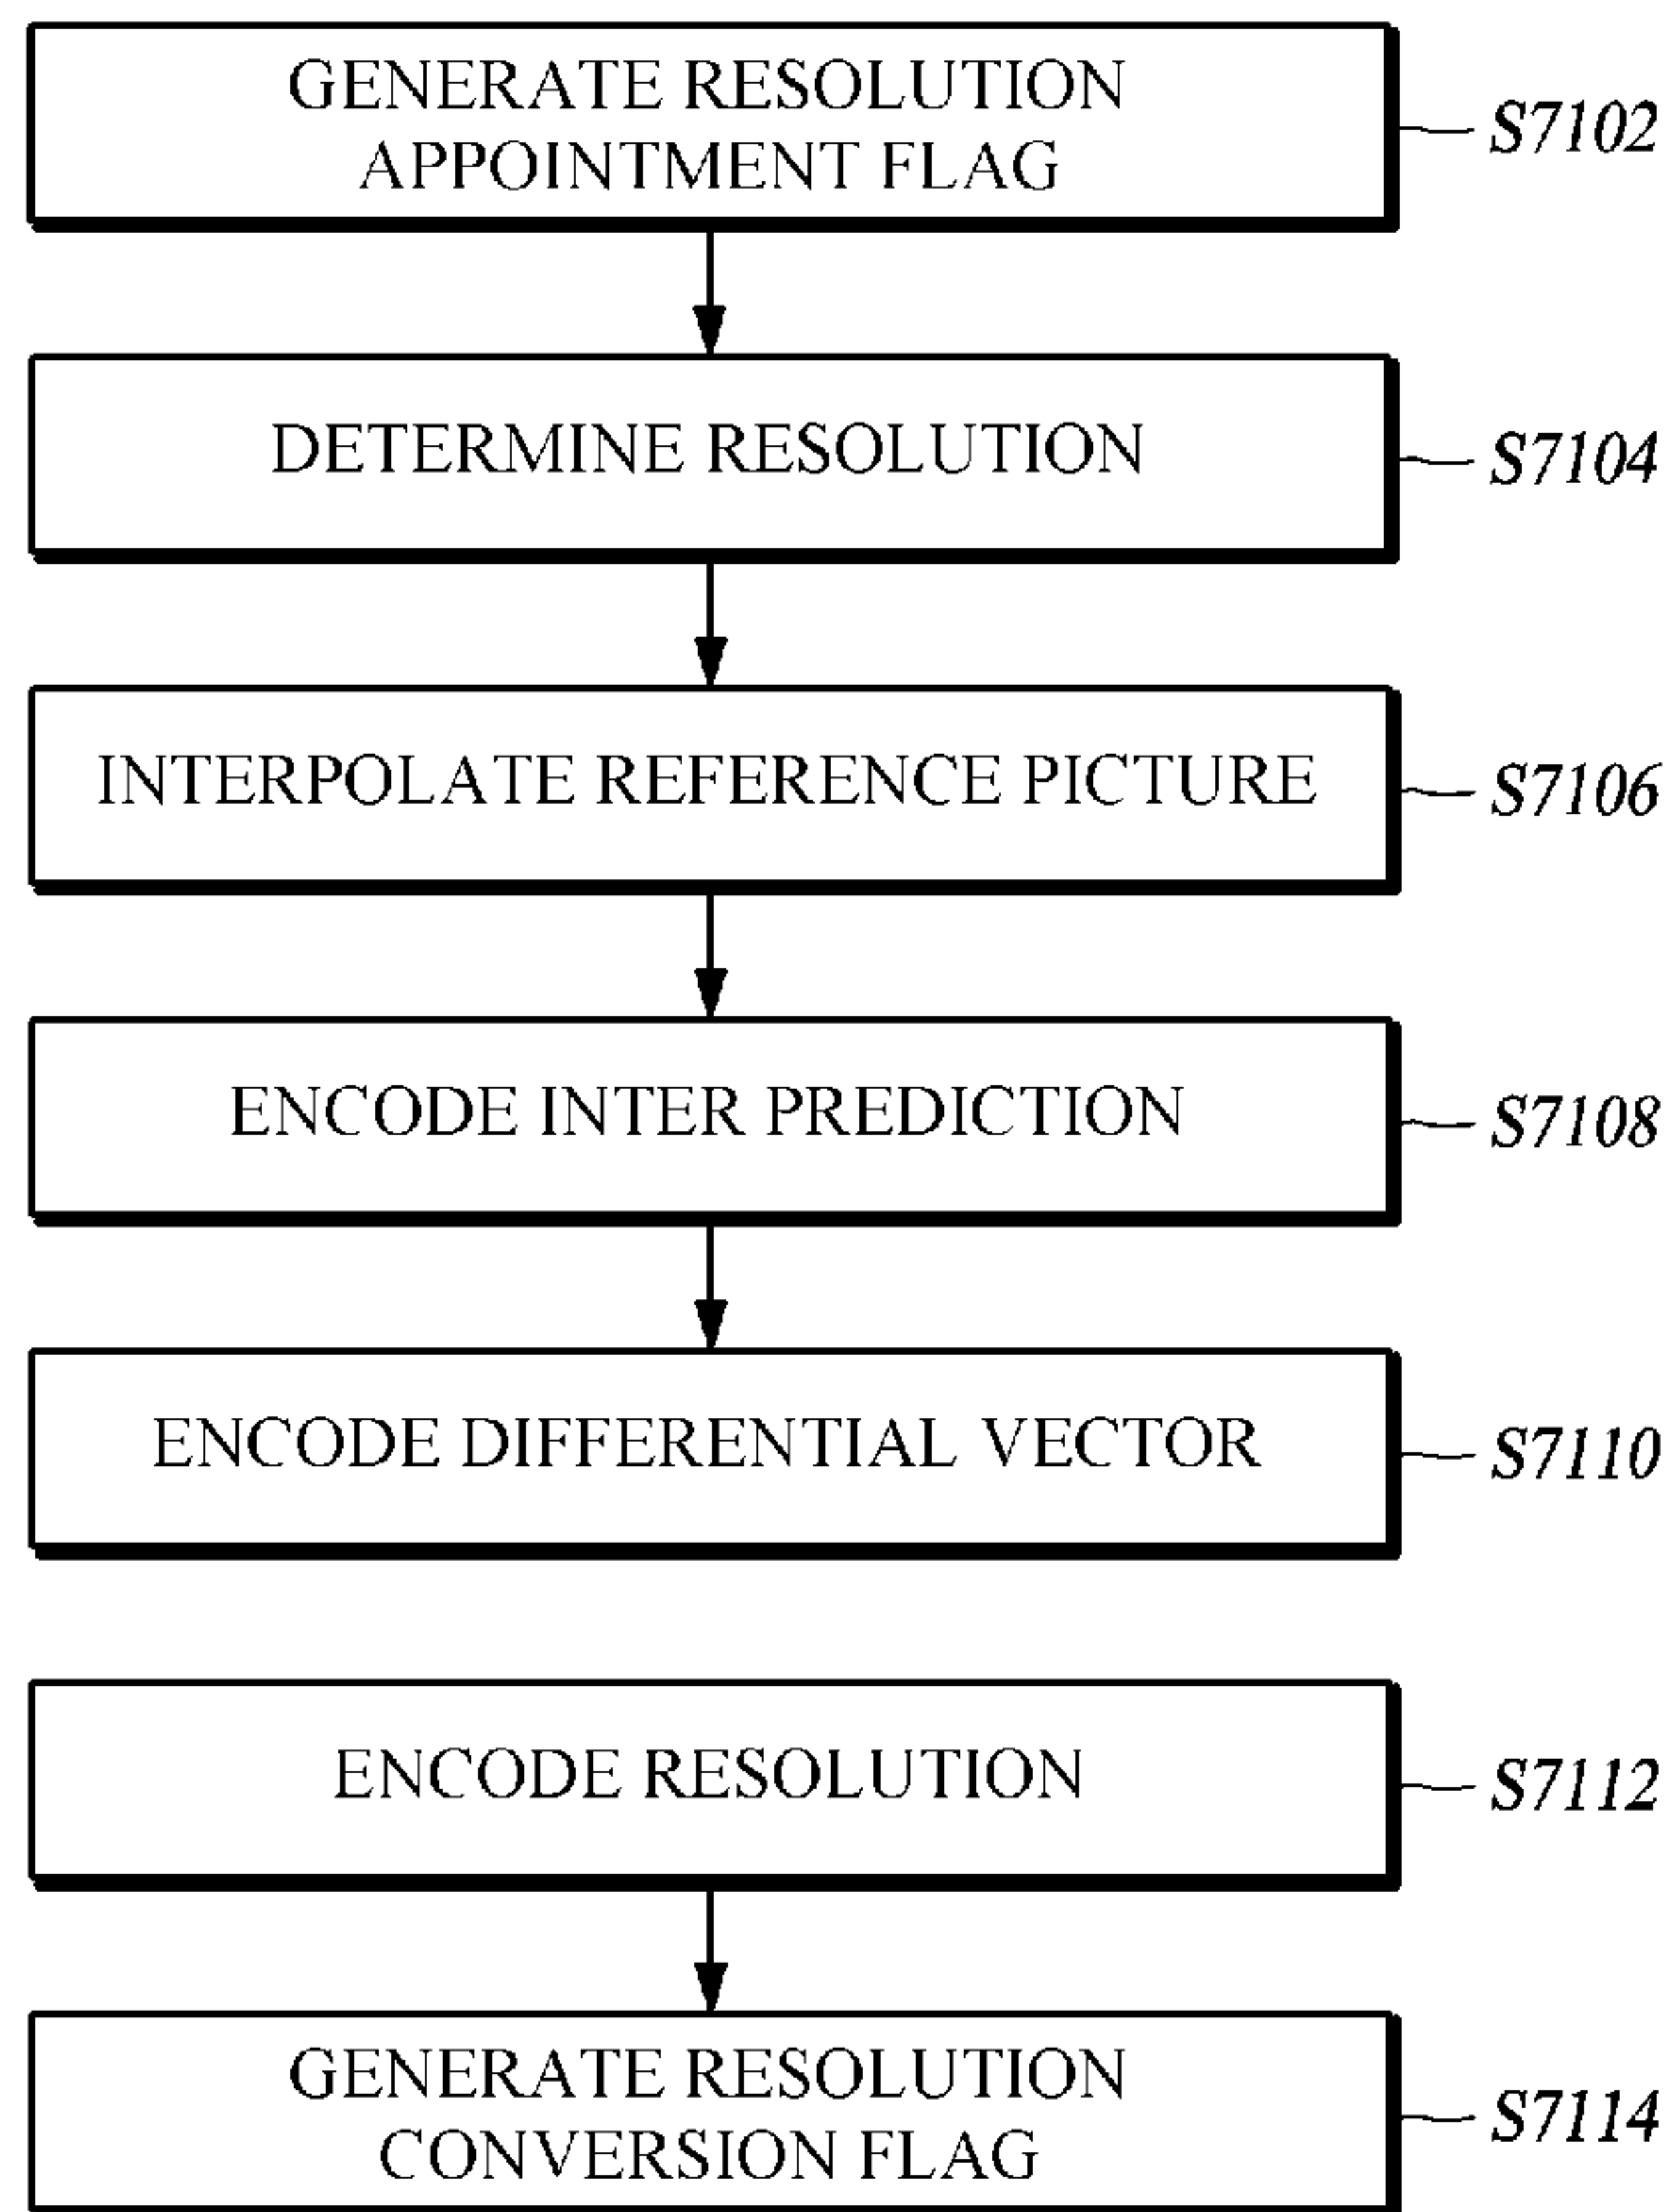 GENERATE RESOLUTION
APPOINTMENT FLAG
S7102
DETERMINE RESOLUTION
S7104
INTERPOLATE REFERENCE PICTURE
S7106
ENCODE INTER PREDICTION
S7108
ENCODE DIFFERENTIAL VECTOR
S7110
ENCODE RESOLUTION
S7112
GENERATE RESOLUTION
CONVERSION FLAG
S7114